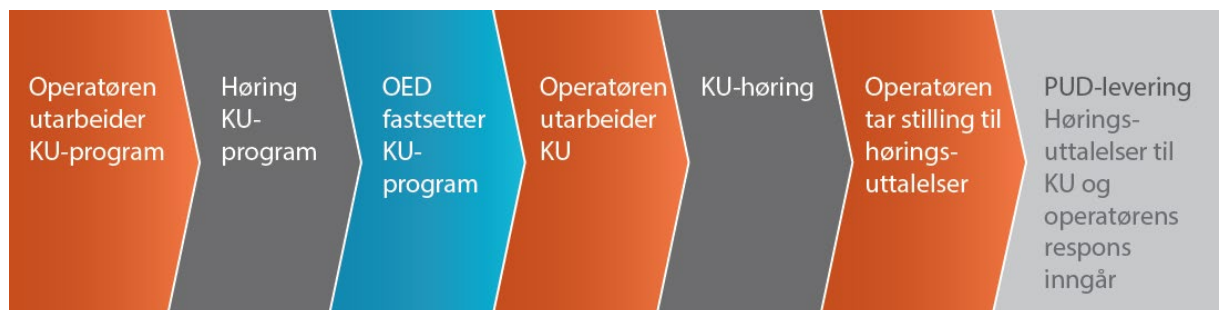 Operatøren
utarbeider
KU-program
Høring
KU-
program
OED
fastsetter
KU-
program
Operatøren
utarbeider
KU
KU-høring
Operatøren
tar stilling til
hørings-
uttalelser
PUD-levering
Hørings-
uttalelser til
KU og
operatørens
respons
inngår